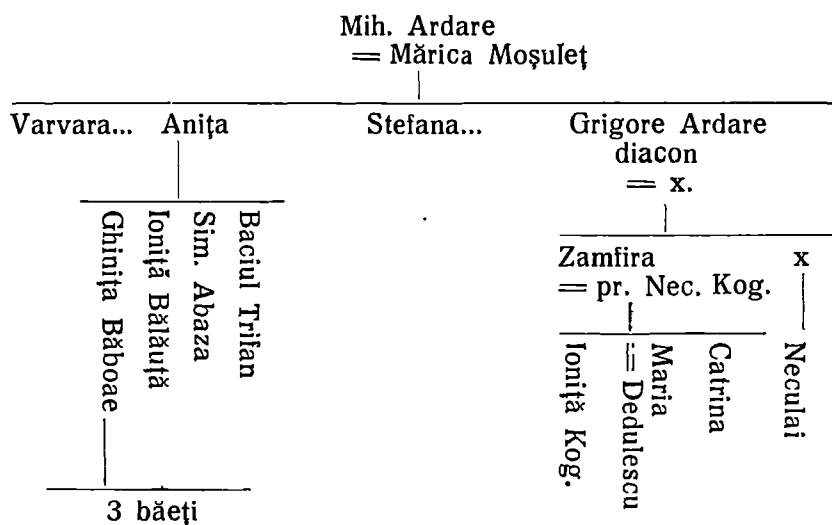 Mih. Ardare
= Mărica Moşuleţ
Varvara... Aniţa Stefana... Grigore Ardare
diacon
= x.
Ghiniţa Băboae
Ioniţă Bălăuţă
Sim. Abaza
Baciul Trifan
3 băeţi
Zamfira x
= pr. Nec. Kog.
Ioniţă Kog.
= Dedulescu
Maria
Catrina
Neculai